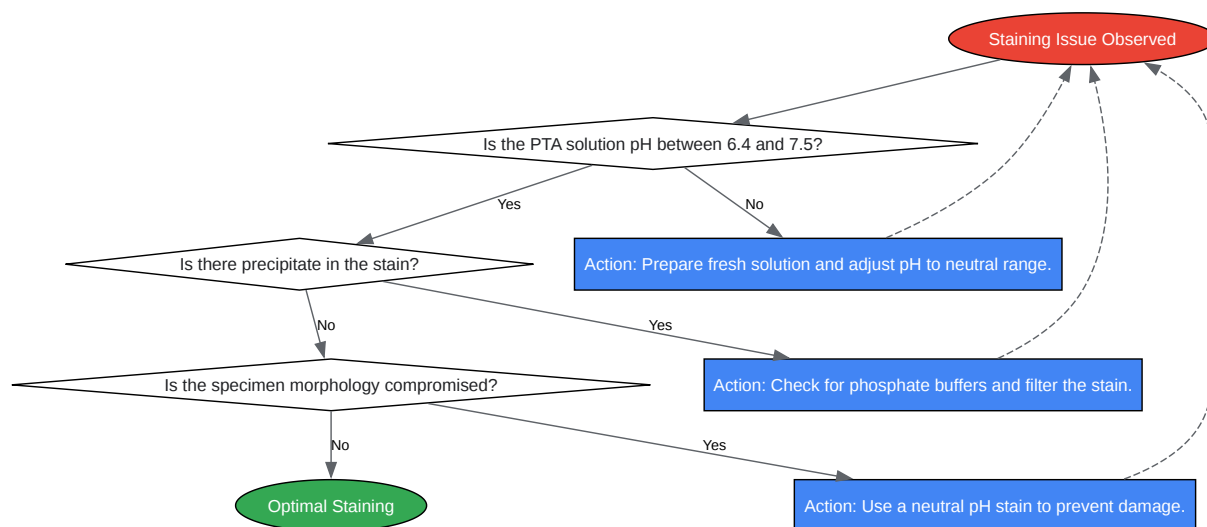 Staining Issue Observed
Is the PTA solution pH between 6.4 and 7.5?
Yes
No
Is there precipitate in the stain?
Action: Prepare fresh solution and adjust pH to neutral range.
No
Yes
Is the specimen morphology compromised?
Action: Check for phosphate buffers and filter the stain.
No
Yes
Optimal Staining
Action: Use a neutral pH stain to prevent damage.